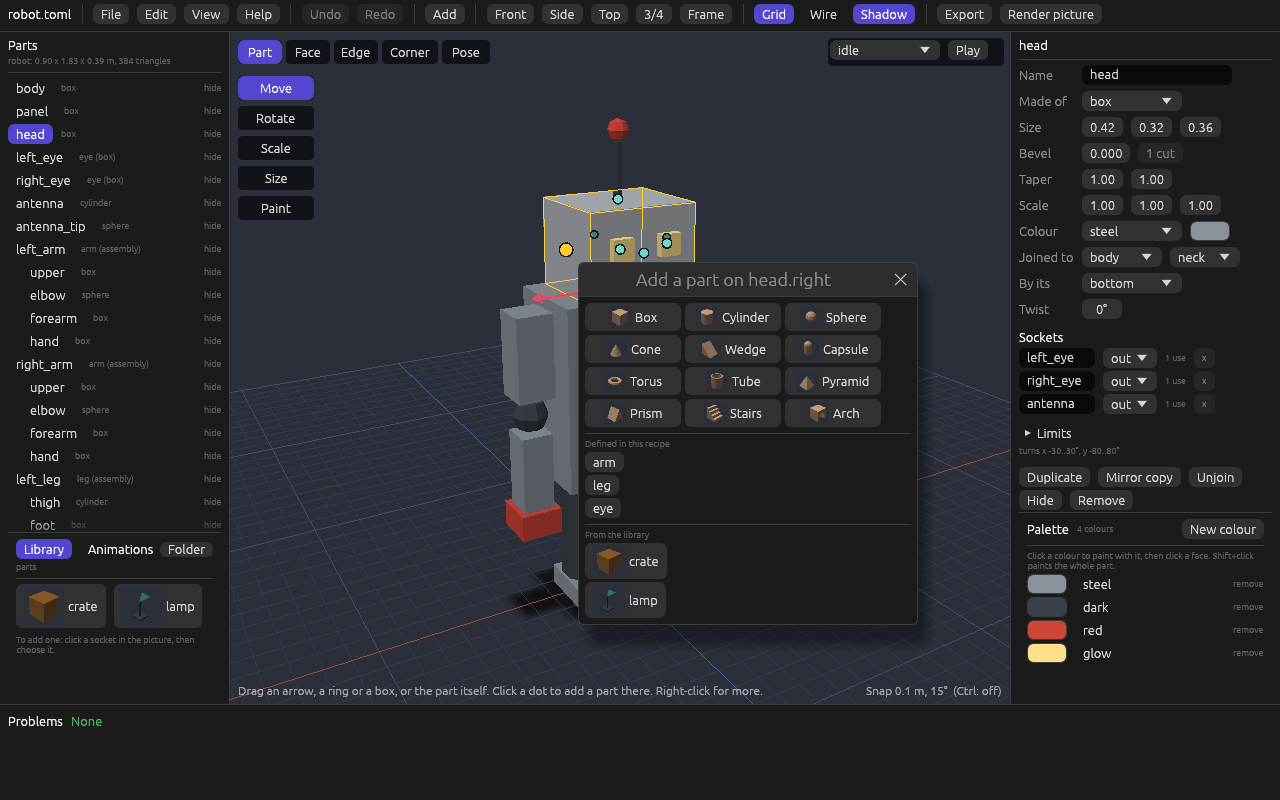 robot.toml File Edit View Help Undo Redo Add Front Side Top 3/4 Frame Grid Wire Shadow Export Render picture
Parts
robot: 0.90 x 1.83 x 0.39 m, 384 triangles
body box hide
panel box hide
head box hide
left_eye eye (box) hide
right_eye eye (box) hide
antenna cylinder hide
antenna_tip sphere hide
left_arm arm (assembly) hide
upper box hide
elbow sphere hide
forearm box hide
hand box hide
right_arm arm (assembly) hide
upper box hide
elbow sphere hide
forearm box hide
hand box hide
left_leg leg (assembly) hide
thigh cylinder hide
foot box hide
Library Animations Folder
parts
crate lamp
To add one: click a socket in the picture, then
choose it.
Part Face Edge Corner Pose
Move
Rotate
Scale
Size
Paint
idle Play
Add a part on head.right
Box Cylinder Sphere
Cone Wedge Capsule
Torus Tube Pyramid
Prism Stairs Arch
Defined in this recipe
arm
leg
eye
From the library
crate
lamp
Drag an arrow, a ring or a box, or the part itself. Click a dot to add a part there. Right-click for more.
Snap 0.1 m, 15° (Ctrl: off)
head
Name head
Made of box
Size 0.42 0.32 0.36
Bevel 0.000 1 cut
Taper 1.00 1.00
Scale 1.00 1.00 1.00
Colour steel
Joined to body neck
By its bottom
Twist 0°
Sockets
left_eye out 1 use x
right_eye out 1 use x
antenna out 1 use x
Limits
turns x -30..30°, y -80..80°
Duplicate Mirror copy Unjoin
Hide Remove
Palette 4 colours New colour
Click a colour to paint with it, then click a face. Shift+click
paints the whole part.
steel remove
dark remove
red remove
glow remove
Problems None